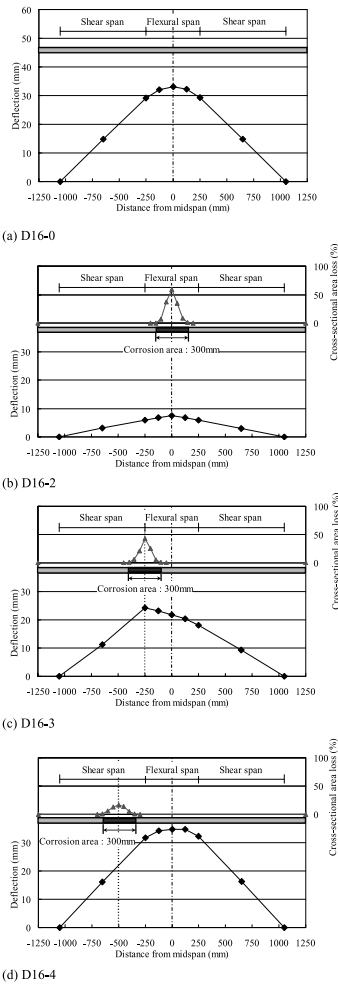 60
50
40
30
20
10
0
Deflection (mm)
Shear span Flexural span Shear span
-1250 -1000 -750 -500 -250 0 250 500 750 1000 1250
Distance from midspan (mm)
(a) D16-0
Shear span Flexural span Shear span
100
50
0
Cross-sectional area loss (%)
Corrosion area : 300mm
30
20
10
0
Deflection (mm)
-1250 -1000 -750 -500 -250 0 250 500 750 1000 1250
Distance from midspan (mm)
(b) D16-2
Shear span Flexural span Shear span
100
50
0
Cross-sectional area loss (%)
Corrosion area : 300mm
30
20
10
0
Deflection (mm)
-1250 -1000 -750 -500 -250 0 250 500 750 1000 1250
Distance from midspan (mm)
(c) D16-3
Shear span Flexural span Shear span
100
50
0
Cross-sectional area loss (%)
Corrosion area : 300mm
30
20
10
0
Deflection (mm)
-1250 -1000 -750 -500 -250 0 250 500 750 1000 1250
Distance from midspan (mm)
(d) D16-4